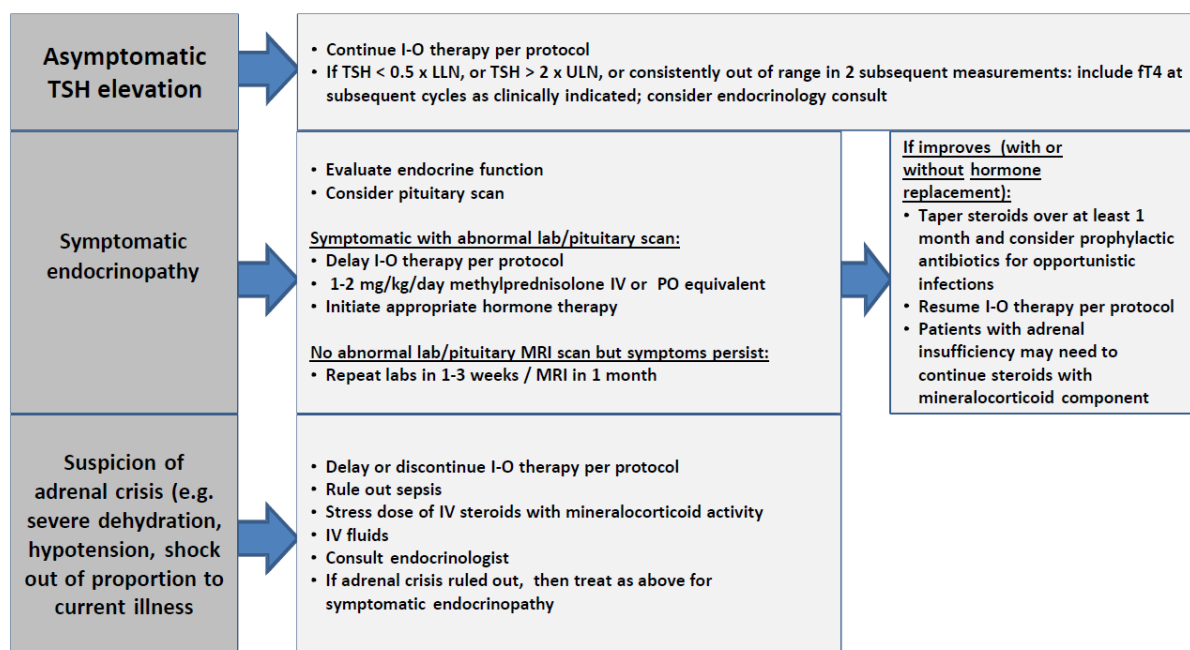 Asymptomatic
TSH elevation
• Continue I-O therapy per protocol
• If TSH < 0.5 x LLN, or TSH > 2 x ULN, or consistently out of range in 2 subsequent measurements: include fT4 at
subsequent cycles as clinically indicated; consider endocrinology consult
Symptomatic
endocrinopathy
• Evaluate endocrine function
• Consider pituitary scan
Symptomatic with abnormal lab/pituitary scan:
• Delay I-O therapy per protocol
• 1-2 mg/kg/day methylprednisolone IV or PO equivalent
• Initiate appropriate hormone therapy
No abnormal lab/pituitary MRI scan but symptoms persist:
• Repeat labs in 1-3 weeks / MRI in 1 month
If improves (with or
without hormone
replacement):
• Taper steroids over at least 1
month and consider prophylactic
antibiotics for opportunistic
infections
• Resume I-O therapy per protocol
• Patients with adrenal
insufficiency may need to
continue steroids with
mineralocorticoid component
Suspicion of
adrenal crisis (e.g.
severe dehydration,
hypotension, shock
out of proportion to
current illness
• Delay or discontinue I-O therapy per protocol
• Rule out sepsis
• Stress dose of IV steroids with mineralocorticoid activity
• IV fluids
• Consult endocrinologist
• If adrenal crisis ruled out, then treat as above for
symptomatic endocrinopathy